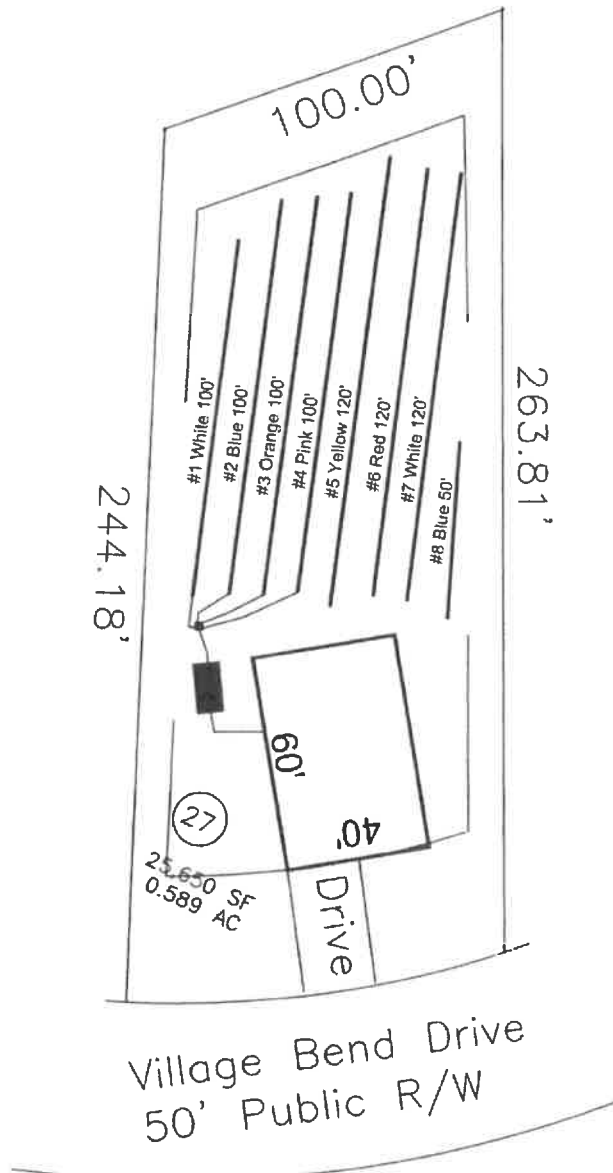 100.00'
#1 White 100'
#2 Blue 100'
#3 Orange 100'
#4 Pink 100'
#5 Yellow 120'
#6 Red 120'
#7 White 120'
#8 Blue 50'
263.81'
244.18'
60'
40'
27
25,650 SF
0.589 AC
Drive
Village Bend Drive
50' Public R/W